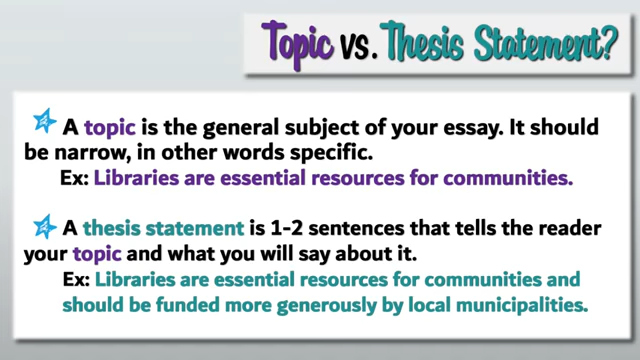 Topic vs. Thesis Statement?
A topic is the general subject of your essay. It should
be narrow, in other words specific.
Ex: Libraries are essential resources for communities.
A thesis statement is 1-2 sentences that tells the reader
your topic and what you will say about it.
Ex: Libraries are essential resources for communities and
should be funded more generously by local municipalities.